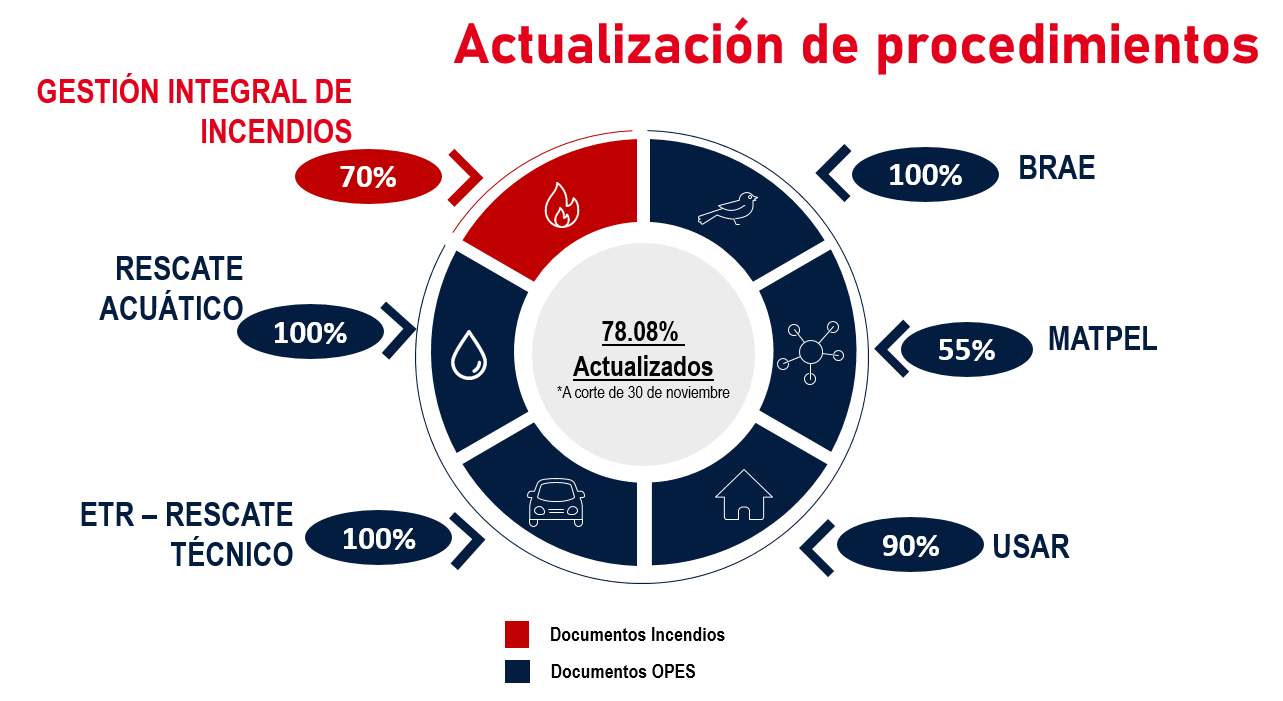 Actualización de procedimientos
GESTIÓN INTEGRAL DE
INCENDIOS
70%
100%
BRAE
RESCATE
ACUÁTICO
100%
78.08%
Actualizados
*A corte de 30 de noviembre
55%
MATPEL
ETR – RESCATE
TÉCNICO
100%
90%
USAR
Documentos Incendios
Documentos OPES